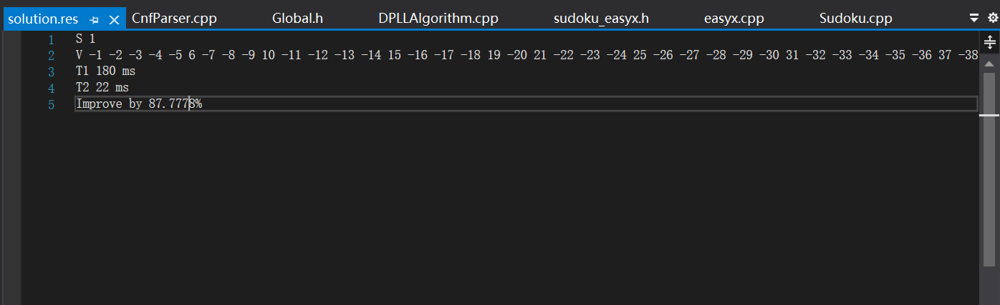 solution.res CnfParser.cpp Global.h DPLLAlgorithm.cpp sudoku_easyx.h easyx.cpp Sudoku.cpp
1 S 1
2 V -1 -2 -3 -4 -5 6 -7 -8 -9 10 -11 -12 -13 -14 15 -16 -17 -18 19 -20 21 -22 -23 -24 25 -26 -27 -28 -29 -30 31 -32 -33 -34 -35 -36 37 -38
3 T1 180 ms
4 T2 22 ms
5 Improve by 87.7778%